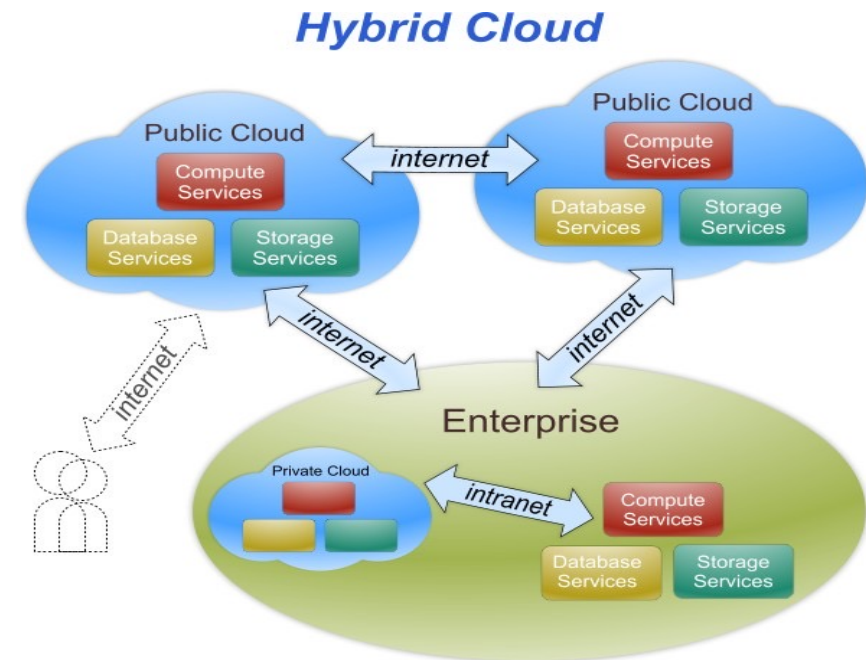 Hybrid Cloud
Public Cloud
Compute
Services
Database
Services
Storage
Services
internet
Public Cloud
Compute
Services
Database
Services
Storage
Services
internet
internet
internet
Enterprise
Private Cloud
intranet
Compute
Services
Database
Services
Storage
Services